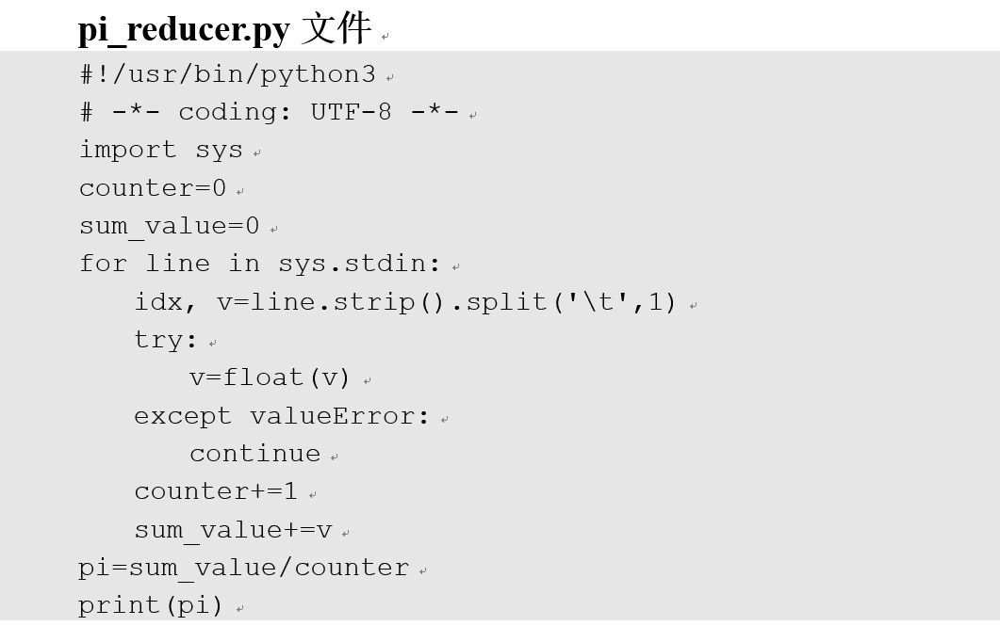 pi_reducer.py 文件
#!/usr/bin/python3
# -*- coding: UTF-8 -*-
import sys
counter=0
sum_value=0
for line in sys.stdin:
    idx, v=line.strip().split('\t',1)
    try:
        v=float(v)
    except valueError:
        continue
    counter+=1
    sum_value+=v
pi=sum_value/counter
print(pi)